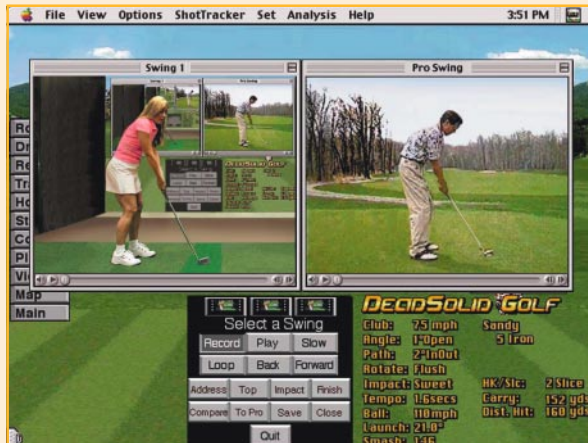 File View Options ShotTracker Set Analysis Help 3:51 PM
Swing 1
Pro Swing
Map
Main
DEADSOLID GOLF
Select a Swing
Record Play Slow
Loop Back Forward
Address Top Impact Finish
Compare To Pro Save Close
Quit
Club: 75 mph Sandy
Angle: 1°Open 5 Iron
Path: 2°InOut
Rotate: Flush
Impact: Sweet HK/Slc: 2 Slice
Tempo: 1.6secs Carry: 152 yds
Ball: 110mph Dist. Hit: 160 yds
Launch: 21.0°
Smash: 1.46